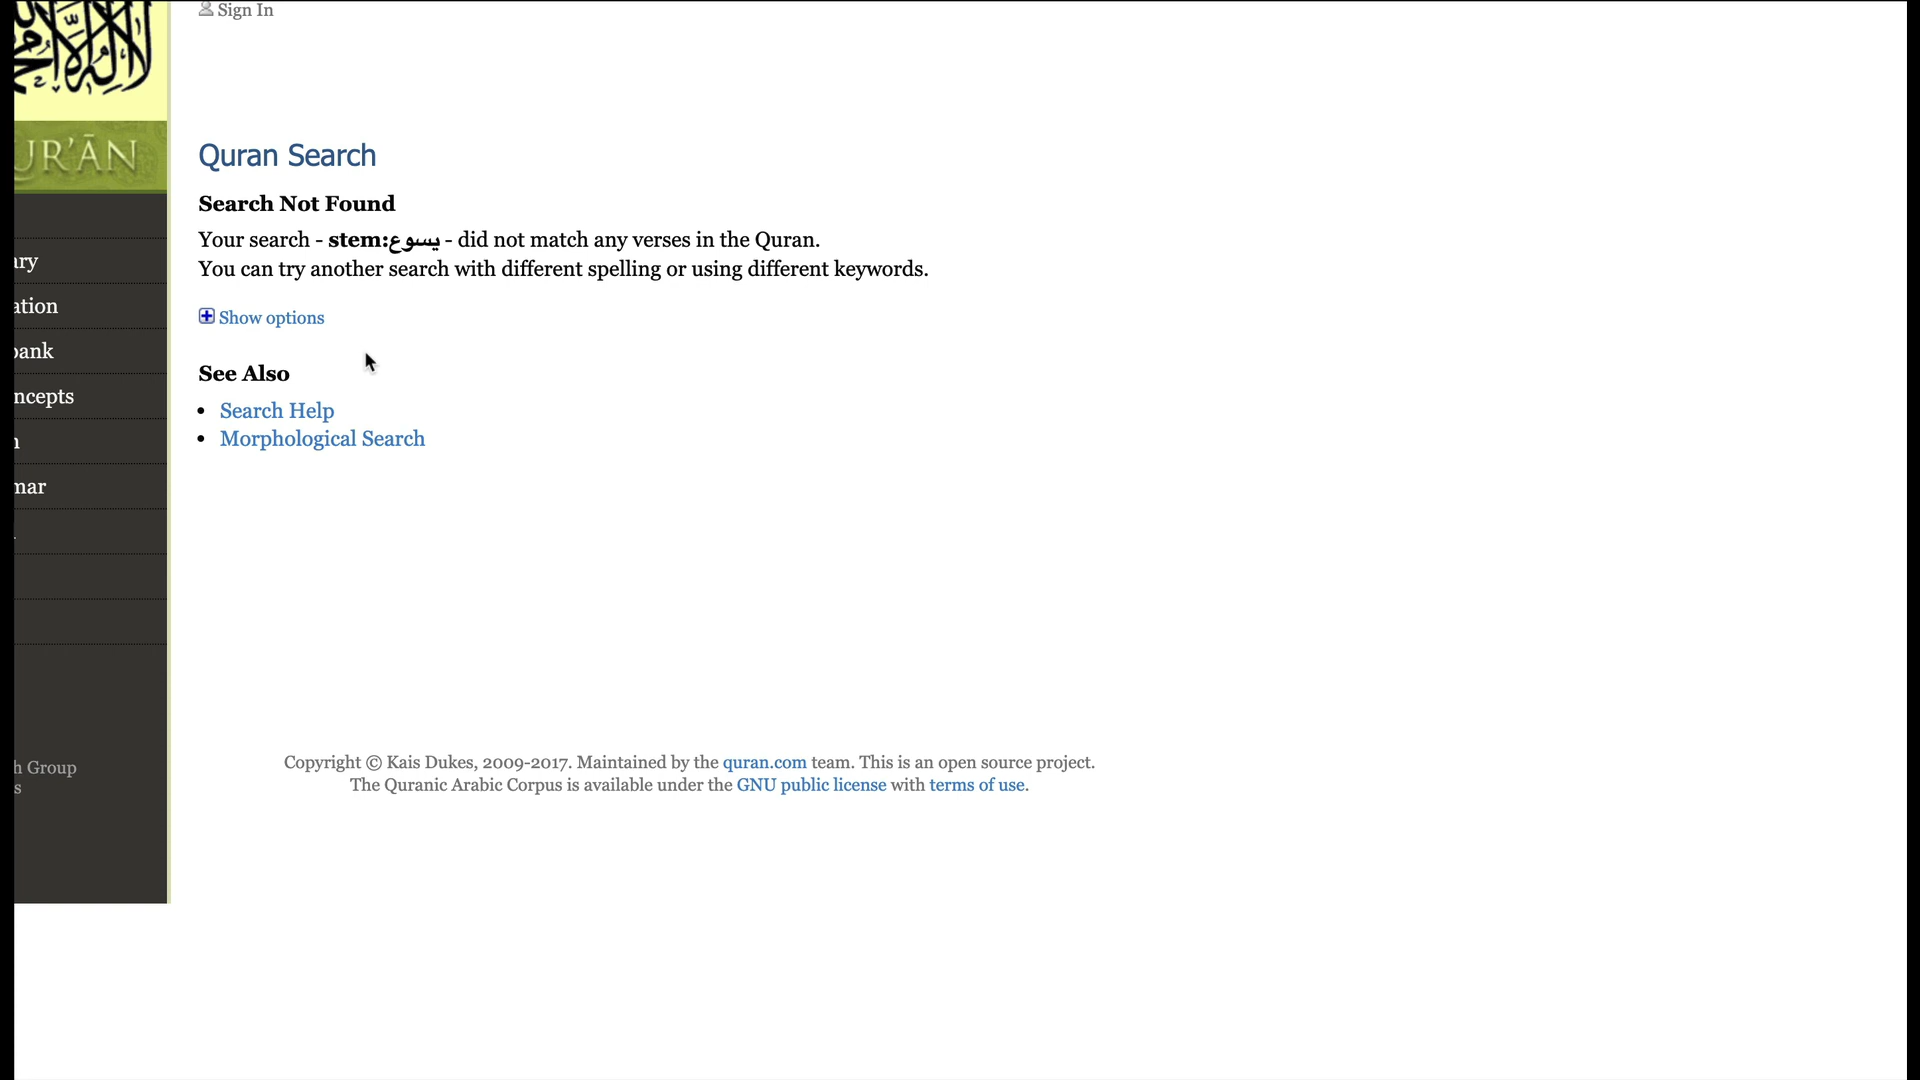 Sign In
UR'ĀN
Quran Search
Search Not Found
Your search - stem:يسوع - did not match any verses in the Quran.
You can try another search with different spelling or using different keywords.
Show options
See Also
Search Help
Morphological Search
ary
ation
bank
ncepts
n
mar
h Group
s
Copyright © Kais Dukes, 2009-2017. Maintained by the quran.com team. This is an open source project.
The Quranic Arabic Corpus is available under the GNU public license with terms of use.